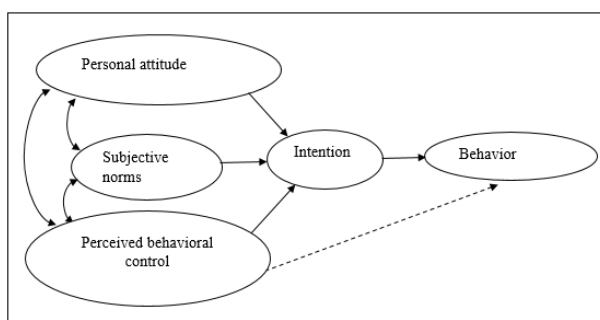 Personal attitude
Subjective
norms
Intention
Behavior
Perceived behavioral
control